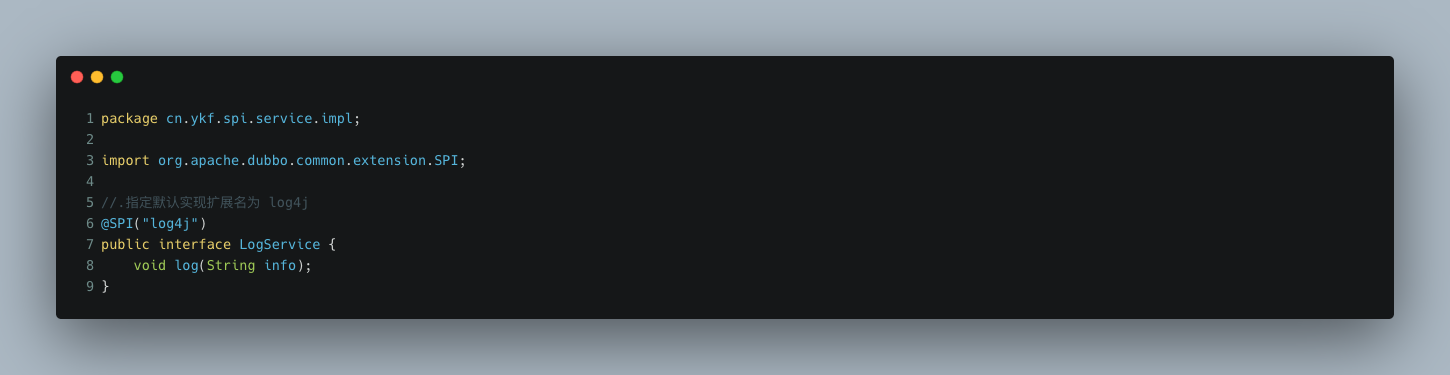 1 package cn.ykf.spi.service.impl;
2
3 import org.apache.dubbo.common.extension.SPI;
4
5 //.指定默认实现扩展名为 log4j
6 @SPI("log4j")
7 public interface LogService {
8     void log(String info);
9 }